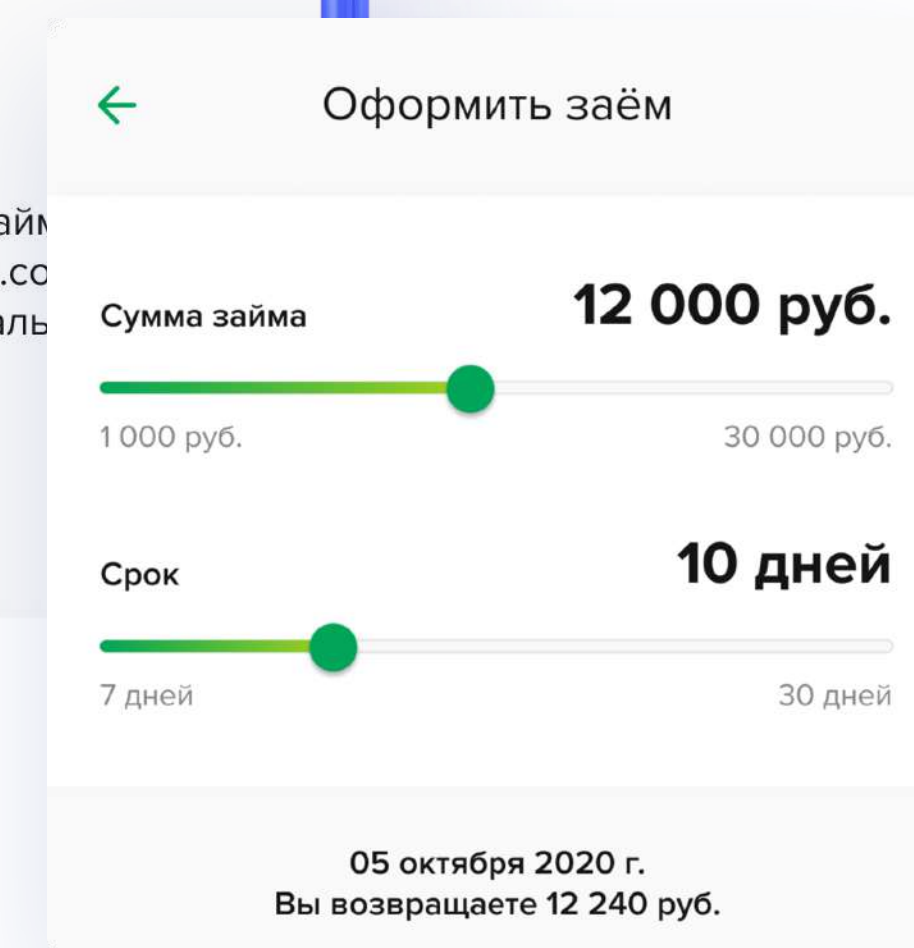 Оформить заём
Сумма займа
12 000 руб.
1 000 руб.
30 000 руб.
Срок
10 дней
7 дней
30 дней
05 октября 2020 г.
Вы возвращаете 12 240 руб.